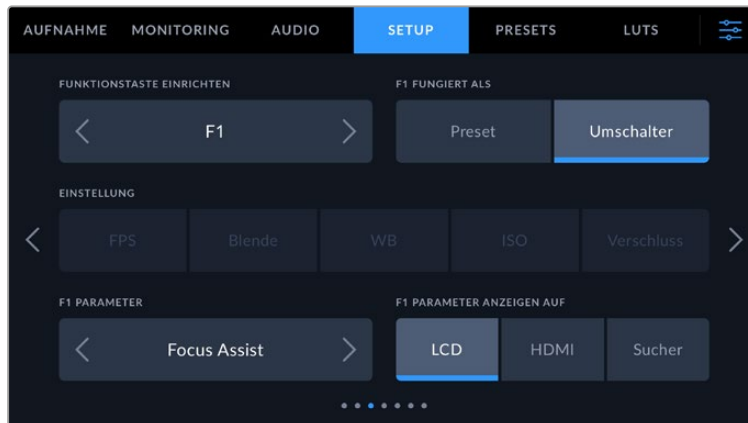 AUFNAHME MONITORING AUDIO SETUP PRESETS LUTS
FUNKTIONSTASTE EINRICHTEN F1 FUNGIERT ALS
F1 Preset Umschalter
EINSTELLUNG
FPS Blende WB ISO Verschluss
F1 PARAMETER F1 PARAMETER ANZEIGEN AUF
Focus Assist LCD HDMI Sucher